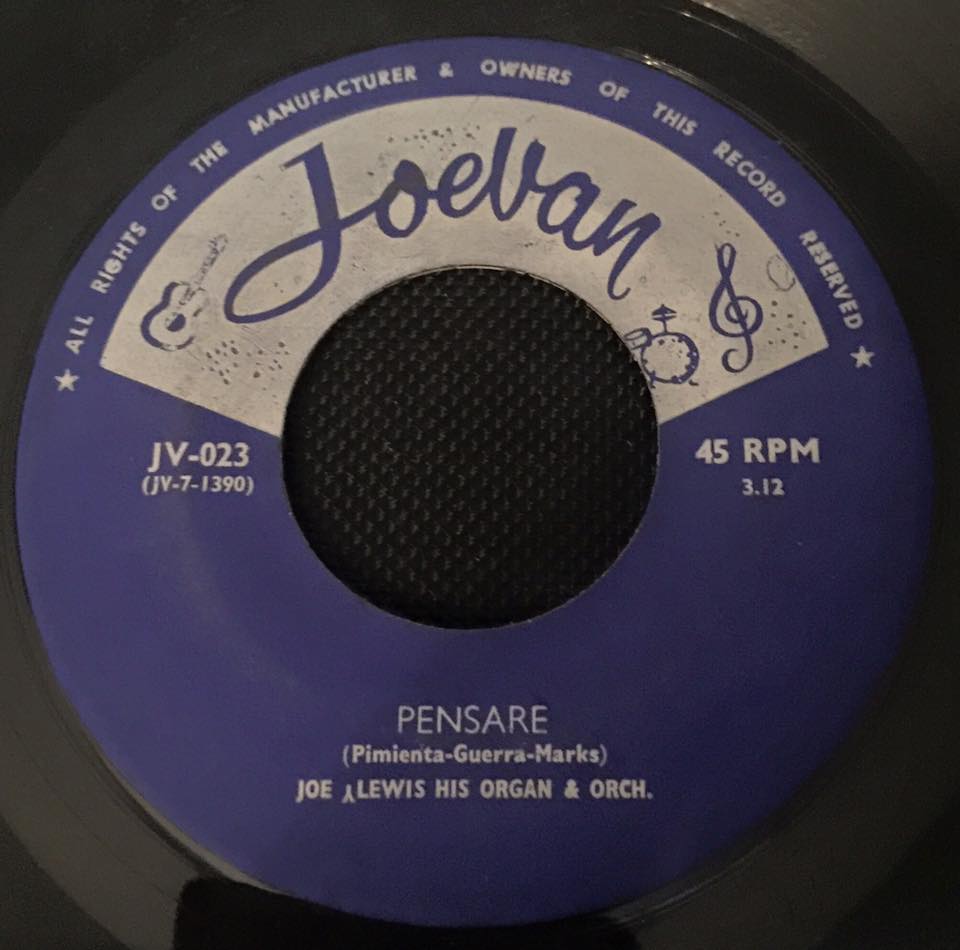 ★ ALL RIGHTS OF THE MANUFACTURER & OWNERS OF THIS RECORD RESERVED ★
JoeVan
JV-023
(JV-7-1390)
45 RPM
3.12
PENSARE
(Pimienta-Guerra-Marks)
JOE LEWIS HIS ORGAN & ORCH.